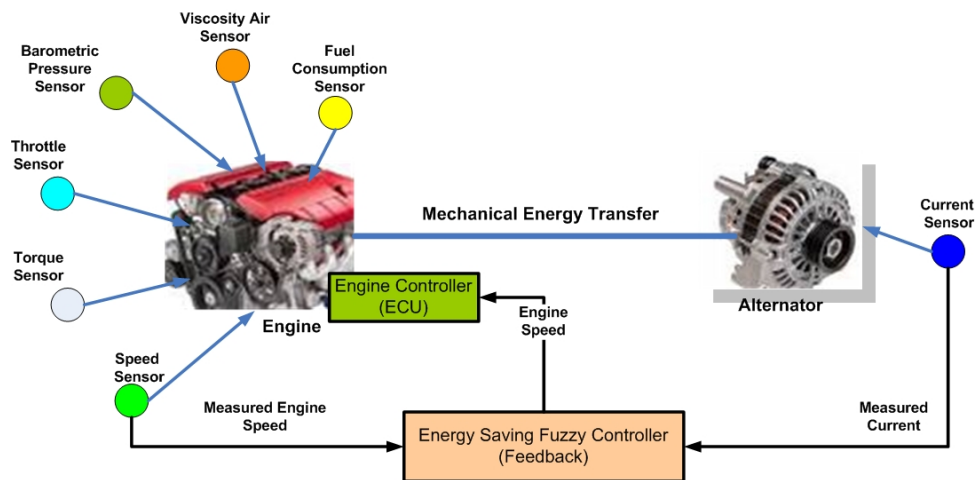 Viscosity Air
Sensor
Barometric
Pressure
Sensor
Fuel
Consumption
Sensor
Throttle
Sensor
Mechanical Energy Transfer
Current
Sensor
Torque
Sensor
Engine Controller
(ECU)
Alternator
Engine
Engine
Speed
Speed
Sensor
Measured Engine
Speed
Measured
Current
Energy Saving Fuzzy Controller
(Feedback)